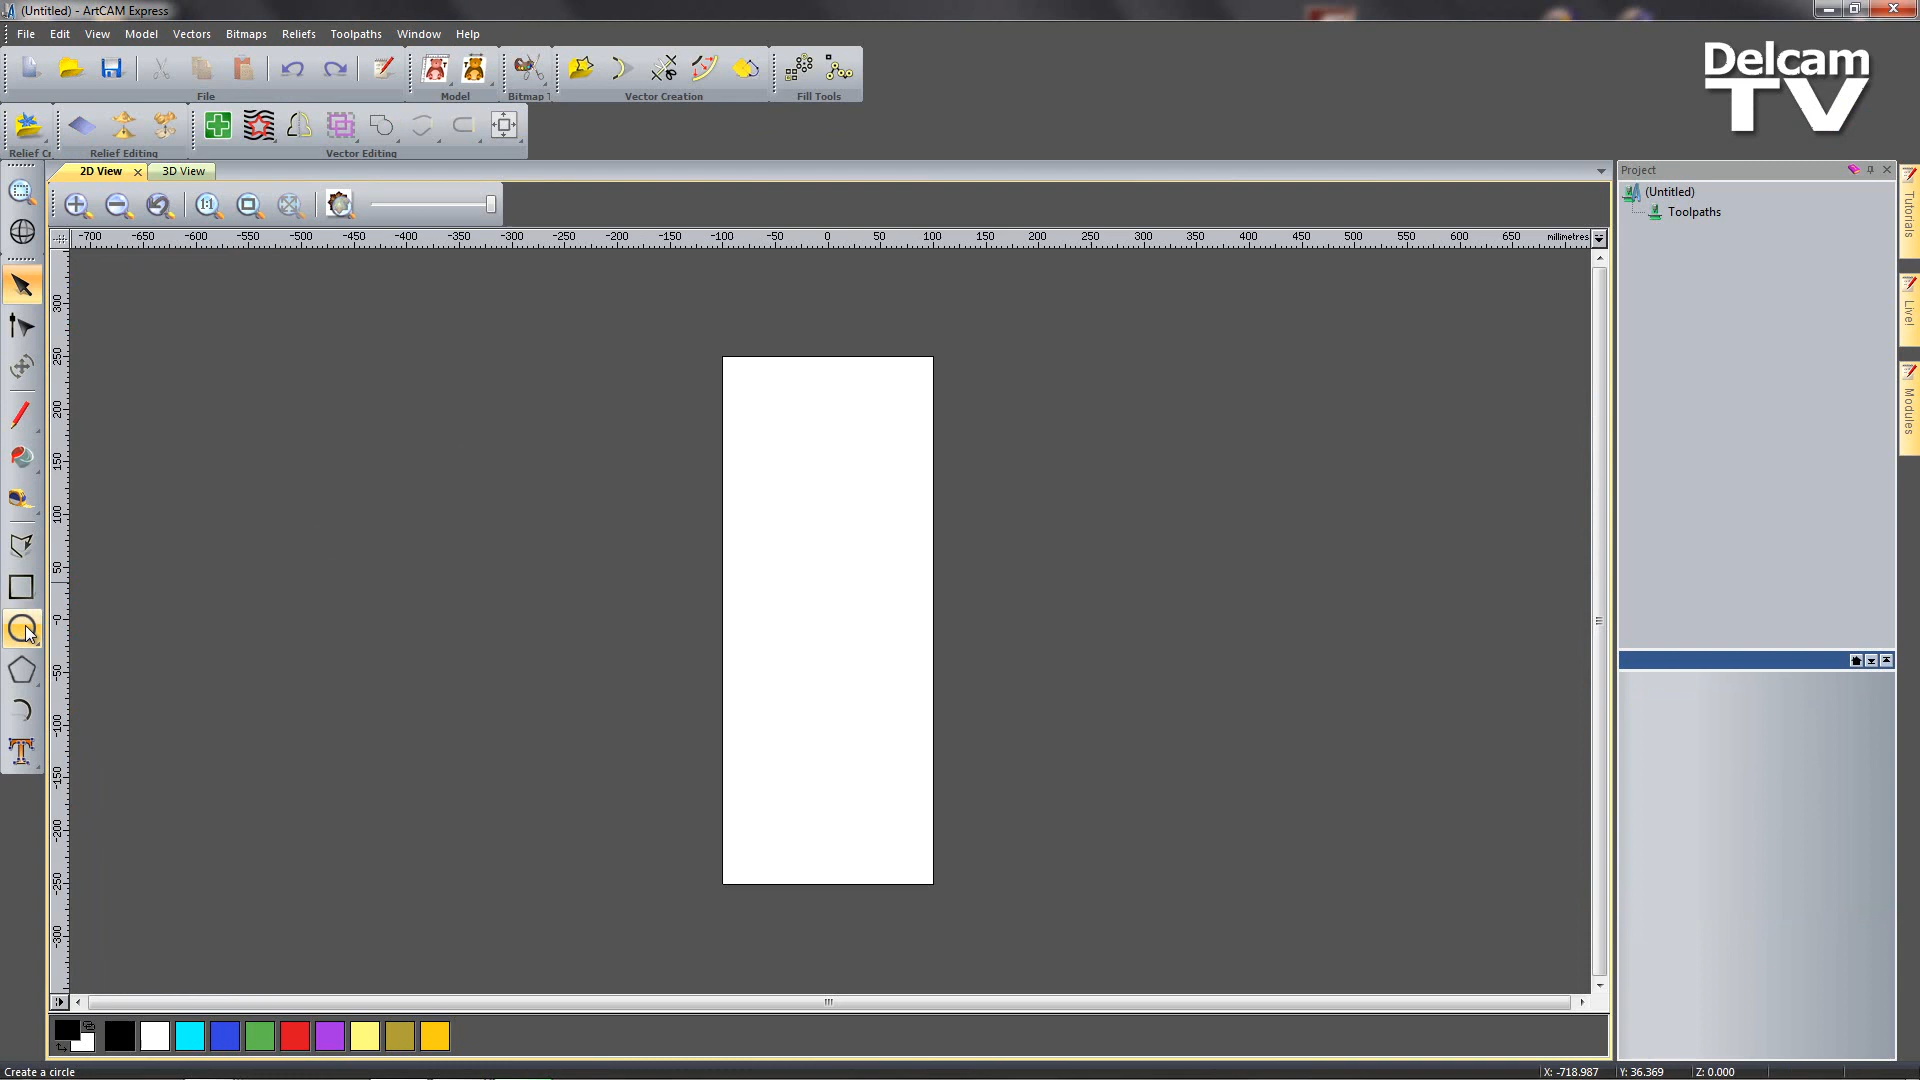 (Untitled) - ArtCAM Express
File Edit View Model Vectors Bitmaps Reliefs Toolpaths Window Help
Delcam
TV
File Model Bitmap T Vector Creation Fill Tools
Relief Cr Relief Editing Vector Editing
2D View 3D View
Project
(Untitled)
Toolpaths
Tutorials
Live!
Modules
1:1
-700 -650 -600 -550 -500 -450 -400 -350 -300 -250 -200 -150 -100 -50 0 50 100 150 200 250 300 350 400 450 500 550 600 650 millimetres
300
250
200
150
100
50
-0
-50
-100
-150
-200
-250
-300
Create a circle X: -718.987 Y: 36.369 Z: 0.000